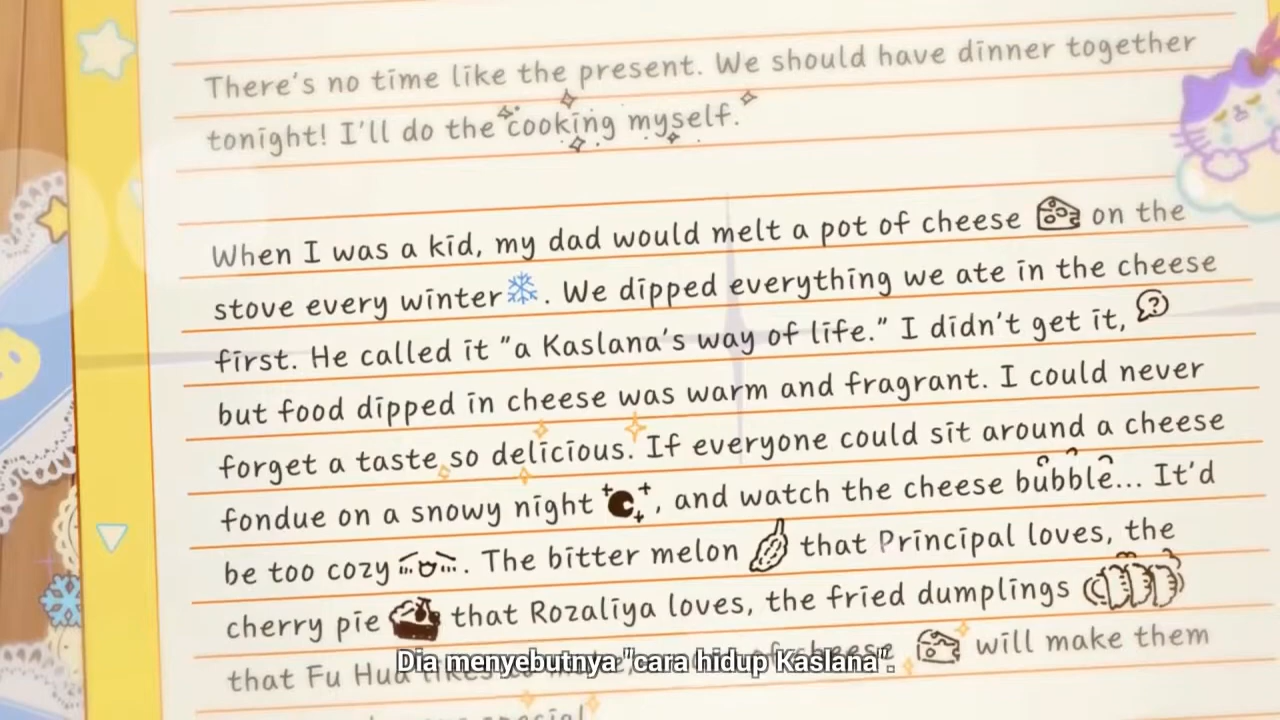 There's no time like the present. We should have dinner together
tonight! I'll do the cooking myself.
When I was a kid, my dad would melt a pot of cheese on the
stove every winter. We dipped everything we ate in the cheese
first. He called it "a Kaslana's way of life." I didn't get it,
but food dipped in cheese was warm and fragrant. I could never
forget a taste so delicious. If everyone could sit around a cheese
fondue on a snowy night, and watch the cheese bubble... It'd
be too cozy. The bitter melon that Principal loves, the
cherry pie that Rozaliya loves, the fried dumplings
that Fu Hua likes cheese will make them
special
Dia menyebutnya "cara hidup Kaslana".